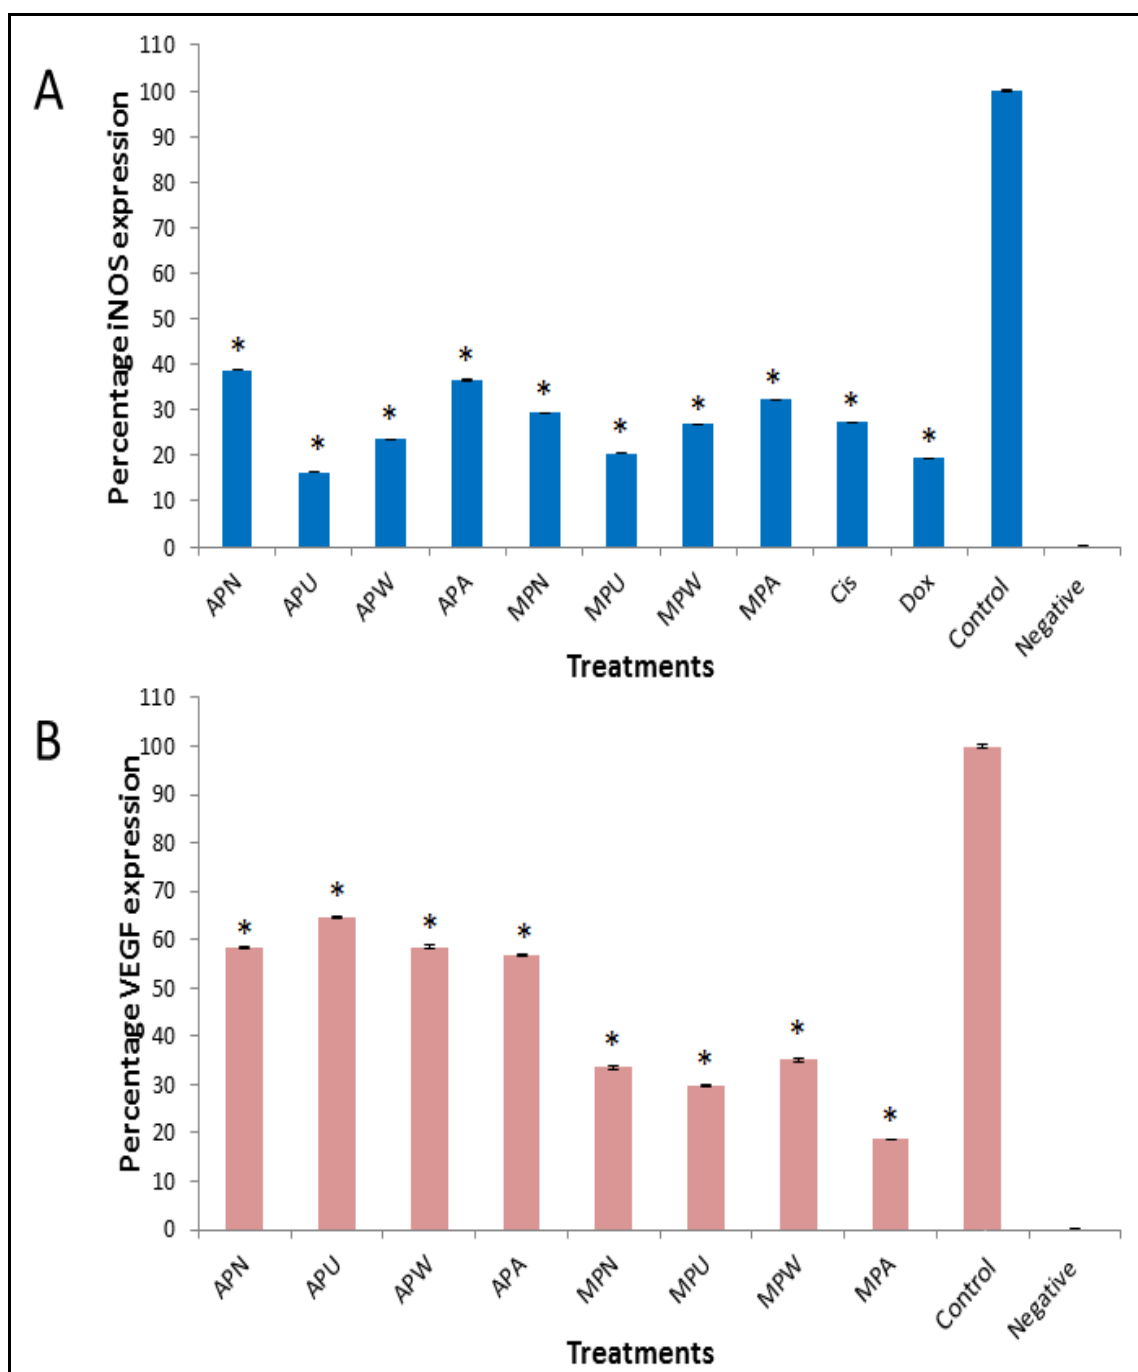 A
Percentage iNOS expression
110
100
90
80
70
60
50
40
30
20
10
0
* * * * * * * * * *
APN APU APW APA MPN MPU MPW MPA Cis Dox Control Negative
Treatments
B
Percentage VEGF expression
110
100
90
80
70
60
50
40
30
20
10
0
* * * * * * * *
APN APU APW APA MPN MPU MPW MPA Control Negative
Treatments